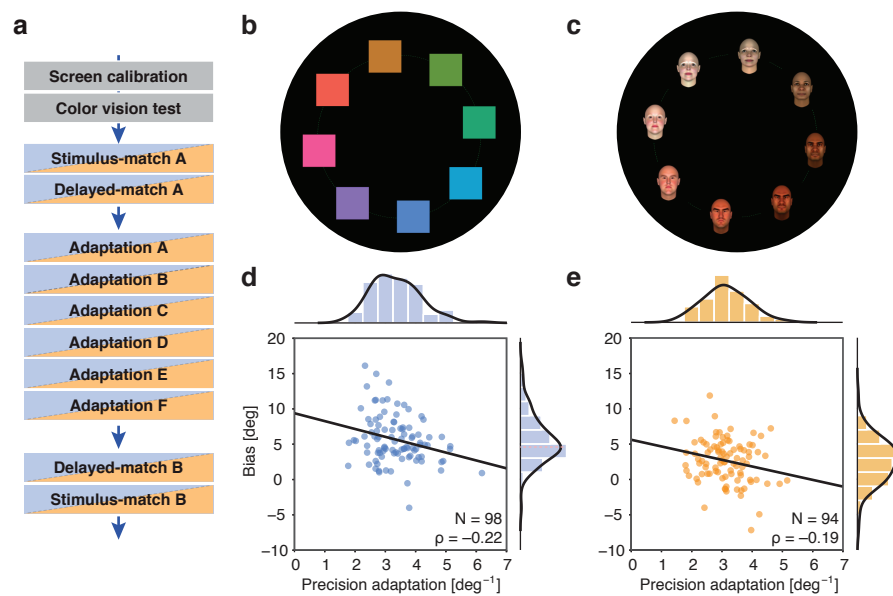 a
Screen calibration
Color vision test
Stimulus-match A
Delayed-match A
Adaptation A
Adaptation B
Adaptation C
Adaptation D
Adaptation E
Adaptation F
Delayed-match B
Stimulus-match B
b
c
d
20
15
10
5
0
−5
−10
Bias [deg]
N = 98
ρ = −0.22
0 1 2 3 4 5 6 7
Precision adaptation [deg⁻¹]
e
20
15
10
5
0
−5
−10
N = 94
ρ = −0.19
0 1 2 3 4 5 6 7
Precision adaptation [deg⁻¹]